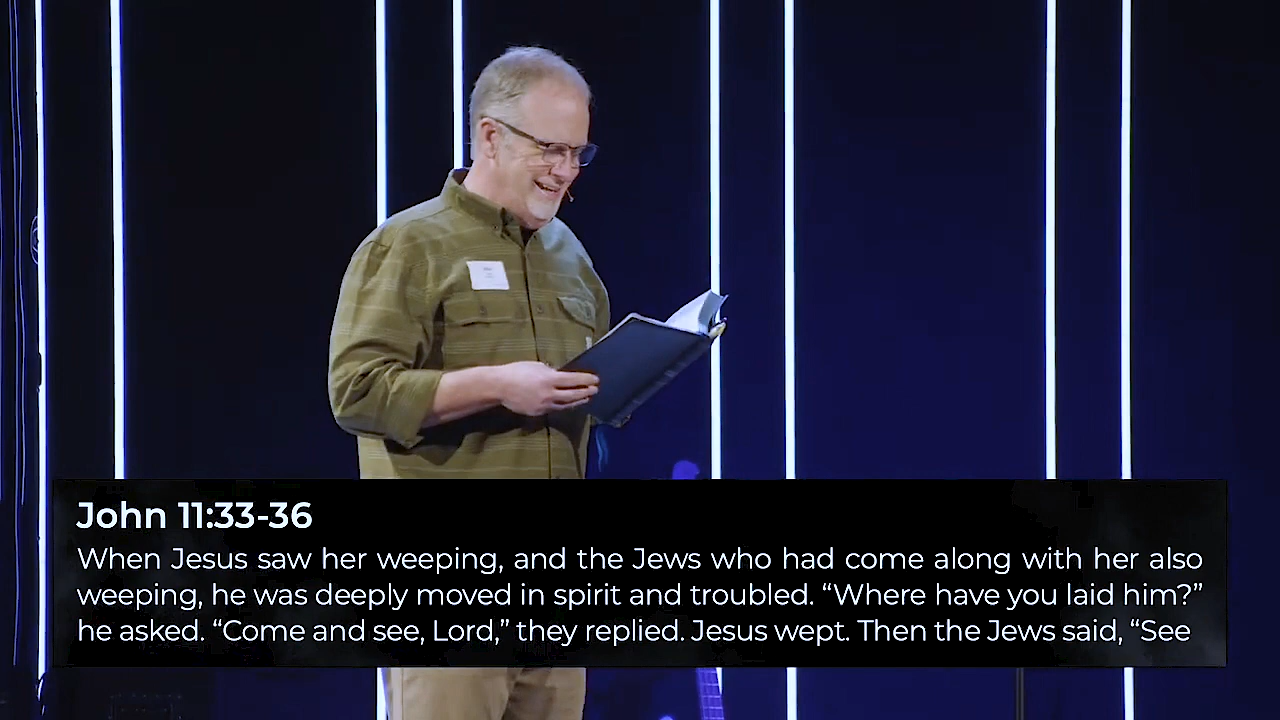 John 11:33-36
When Jesus saw her weeping, and the Jews who had come along with her also
weeping, he was deeply moved in spirit and troubled. “Where have you laid him?”
he asked. “Come and see, Lord,” they replied. Jesus wept. Then the Jews said, “See